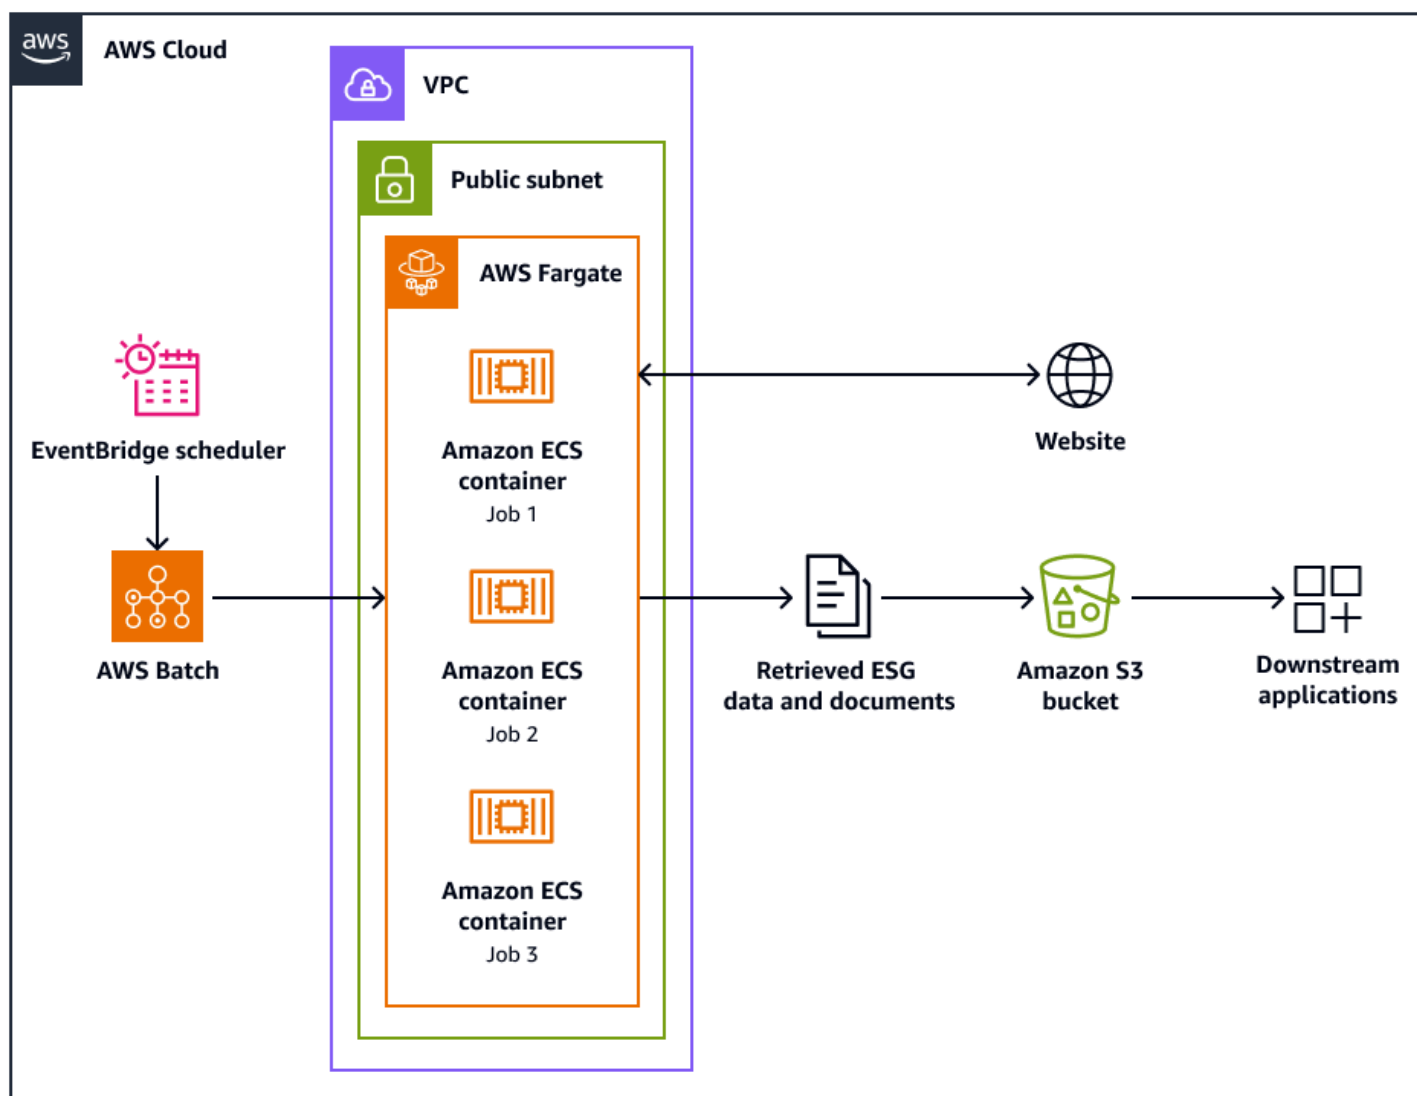 aws
AWS Cloud
VPC
Public subnet
AWS Fargate
EventBridge scheduler
Amazon ECS
container
Job 1
Website
AWS Batch
Amazon ECS
container
Job 2
Retrieved ESG
data and documents
Amazon S3
bucket
Downstream
applications
Amazon ECS
container
Job 3